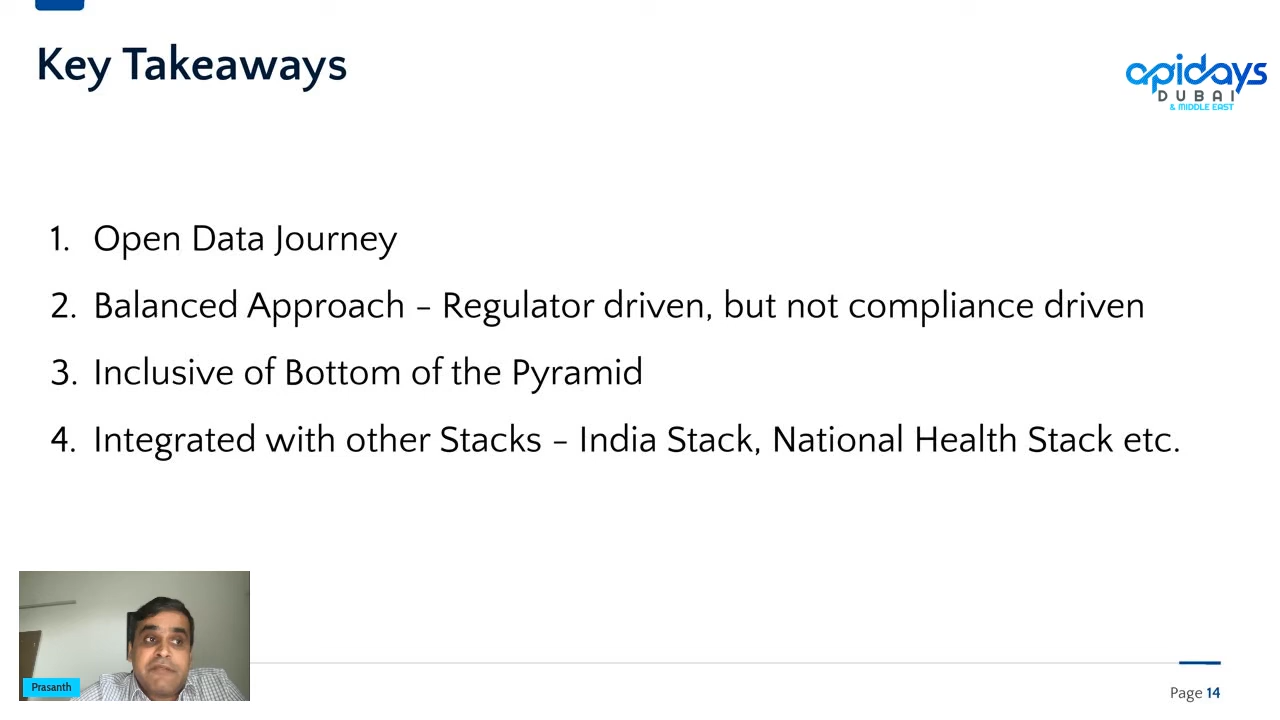 Key Takeaways
apidays
DUBAI
& MIDDLE EAST
1. Open Data Journey
2. Balanced Approach – Regulator driven, but not compliance driven
3. Inclusive of Bottom of the Pyramid
4. Integrated with other Stacks – India Stack, National Health Stack etc.
Prasanth
Page 14